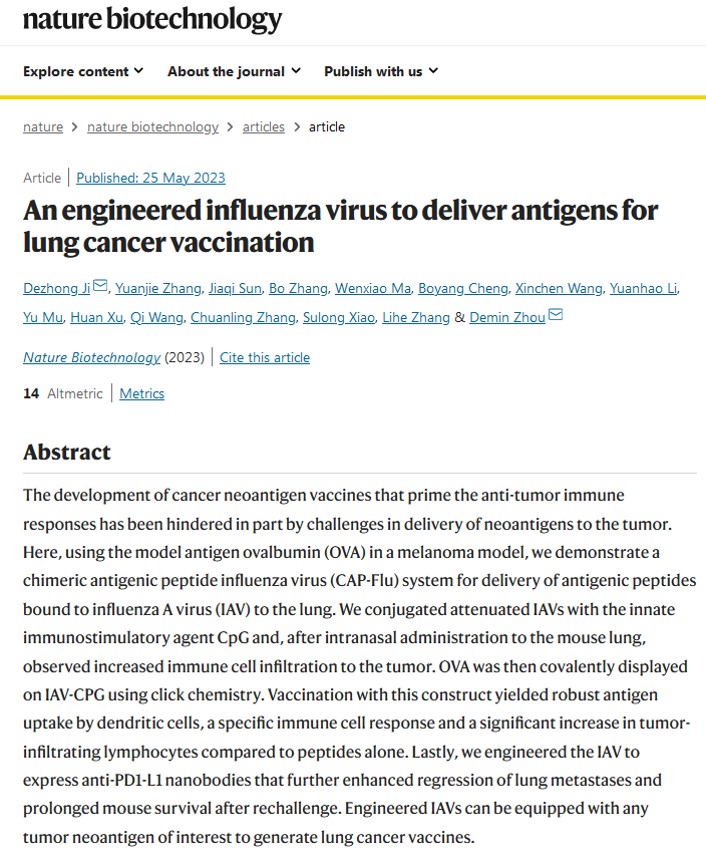 nature biotechnology
Explore content About the journal Publish with us
nature > nature biotechnology > articles > article
Article | Published: 25 May 2023
An engineered influenza virus to deliver antigens for
lung cancer vaccination
Dezhong Ji, Yuanjie Zhang, Jiaqi Sun, Bo Zhang, Wenxiao Ma, Boyang Cheng, Xinchen Wang, Yuanhao Li,
Yu Mu, Huan Xu, Qi Wang, Chuanling Zhang, Sulong Xiao, Lihe Zhang & Demin Zhou
Nature Biotechnology (2023) | Cite this article
14 Altmetric | Metrics
Abstract
The development of cancer neoantigen vaccines that prime the anti-tumor immune
responses has been hindered in part by challenges in delivery of neoantigens to the tumor.
Here, using the model antigen ovalbumin (OVA) in a melanoma model, we demonstrate a
chimeric antigenic peptide influenza virus (CAP-Flu) system for delivery of antigenic peptides
bound to influenza A virus (IAV) to the lung. We conjugated attenuated IAVs with the innate
immunostimulatory agent CpG and, after intranasal administration to the mouse lung,
observed increased immune cell infiltration to the tumor. OVA was then covalently displayed
on IAV-CPG using click chemistry. Vaccination with this construct yielded robust antigen
uptake by dendritic cells, a specific immune cell response and a significant increase in tumor-
infiltrating lymphocytes compared to peptides alone. Lastly, we engineered the IAV to
express anti-PD1-L1 nanobodies that further enhanced regression of lung metastases and
prolonged mouse survival after rechallenge. Engineered IAVs can be equipped with any
tumor neoantigen of interest to generate lung cancer vaccines.